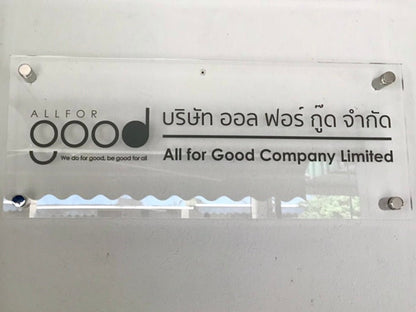 ALL FOR
good
We do for good, be good for all
บริษัท ออล ฟอร์ กู๊ด จำกัด
All for Good Company Limited